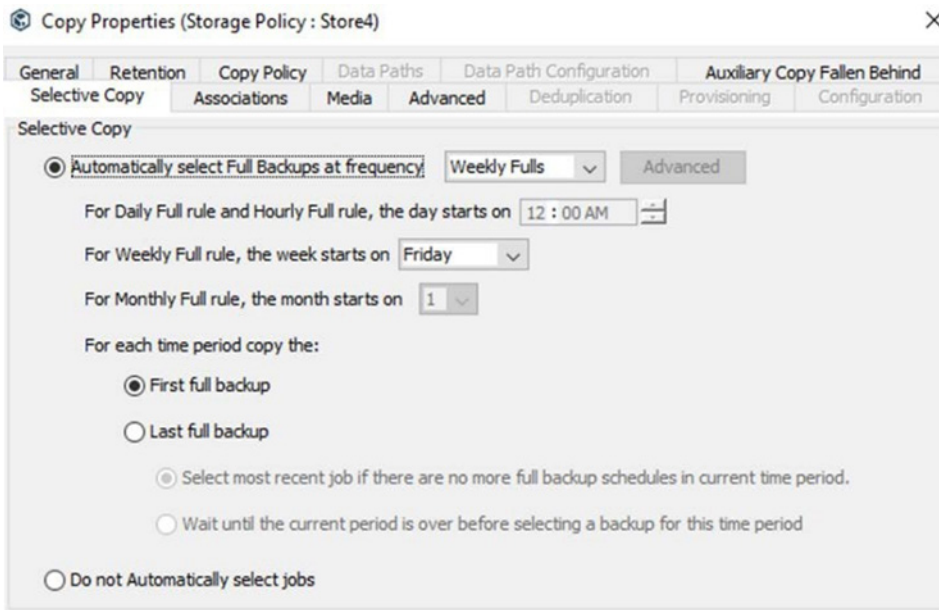 Copy Properties (Storage Policy : Store4)
General Retention Copy Policy Data Paths Data Path Configuration Auxiliary Copy Fallen Behind
Selective Copy Associations Media Advanced Deduplication Provisioning Configuration
Selective Copy
Automatically select Full Backups at frequency Weekly Fulls Advanced
For Daily Full rule and Hourly Full rule, the day starts on 12 : 00 AM
For Weekly Full rule, the week starts on Friday
For Monthly Full rule, the month starts on 1
For each time period copy the:
First full backup
Last full backup
Select most recent job if there are no more full backup schedules in current time period.
Wait until the current period is over before selecting a backup for this time period
Do not Automatically select jobs